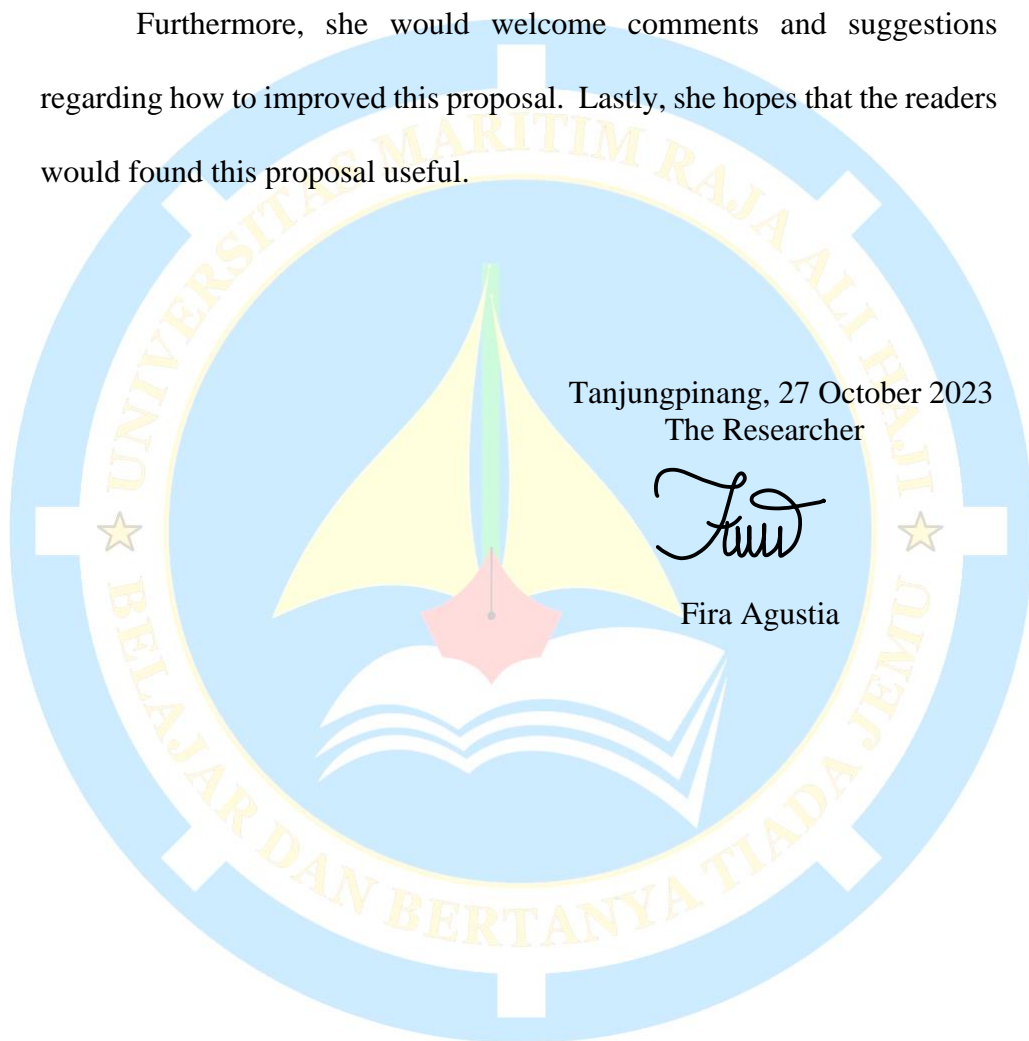 Furthermore, she would welcome comments and suggestions
regarding how to improved this proposal. Lastly, she hopes that the readers
would found this proposal useful.
UNIVERSITAS MARITIM RAJA ALI HAJI
Tanjungpinang, 27 October 2023
The Researcher
Fira Agustia
BELAJAR DAN BERTANYA TIADA JEMU